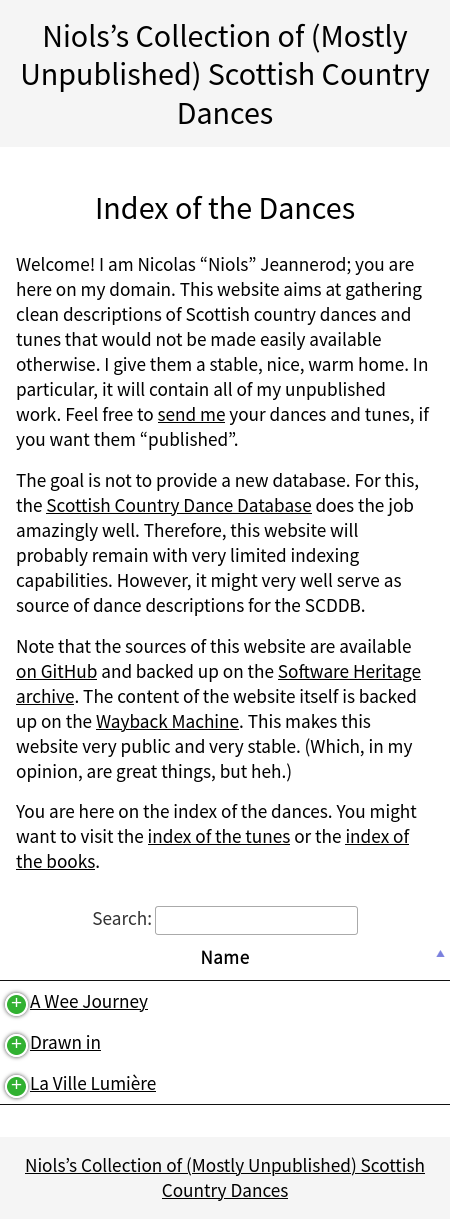 Niols’s Collection of (Mostly
Unpublished) Scottish Country
Dances
Index of the Dances
Welcome! I am Nicolas “Niols” Jeannerod; you are
here on my domain. This website aims at gathering
clean descriptions of Scottish country dances and
tunes that would not be made easily available
otherwise. I give them a stable, nice, warm home. In
particular, it will contain all of my unpublished
work. Feel free to send me your dances and tunes, if
you want them “published”.
The goal is not to provide a new database. For this,
the Scottish Country Dance Database does the job
amazingly well. Therefore, this website will
probably remain with very limited indexing
capabilities. However, it might very well serve as
source of dance descriptions for the SCDDB.
Note that the sources of this website are available
on GitHub and backed up on the Software Heritage
archive. The content of the website itself is backed
up on the Wayback Machine. This makes this
website very public and very stable. (Which, in my
opinion, are great things, but heh.)
You are here on the index of the dances. You might
want to visit the index of the tunes or the index of
the books.
Search:
Name
A Wee Journey
Drawn in
La Ville Lumière
Niols’s Collection of (Mostly Unpublished) Scottish
Country Dances